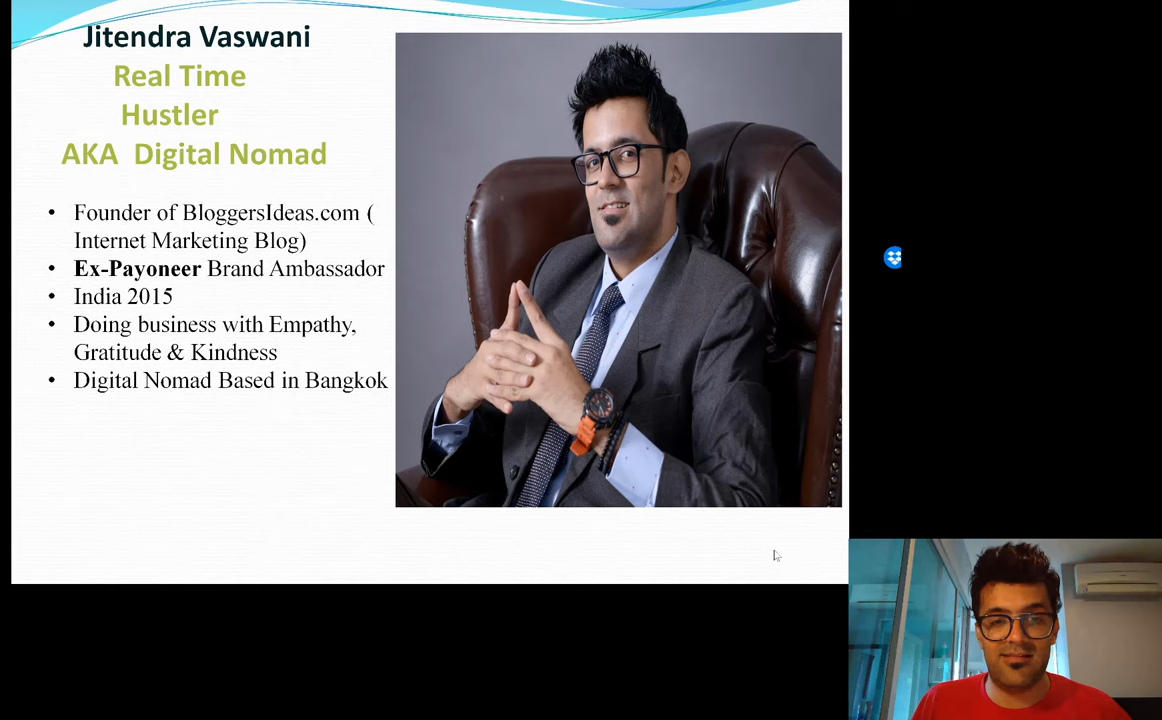 Jitendra Vaswani
Real Time
Hustler
AKA Digital Nomad
• Founder of BloggersIdeas.com (
Internet Marketing Blog)
• Ex-Payoneer Brand Ambassador
• India 2015
• Doing business with Empathy,
Gratitude & Kindness
• Digital Nomad Based in Bangkok